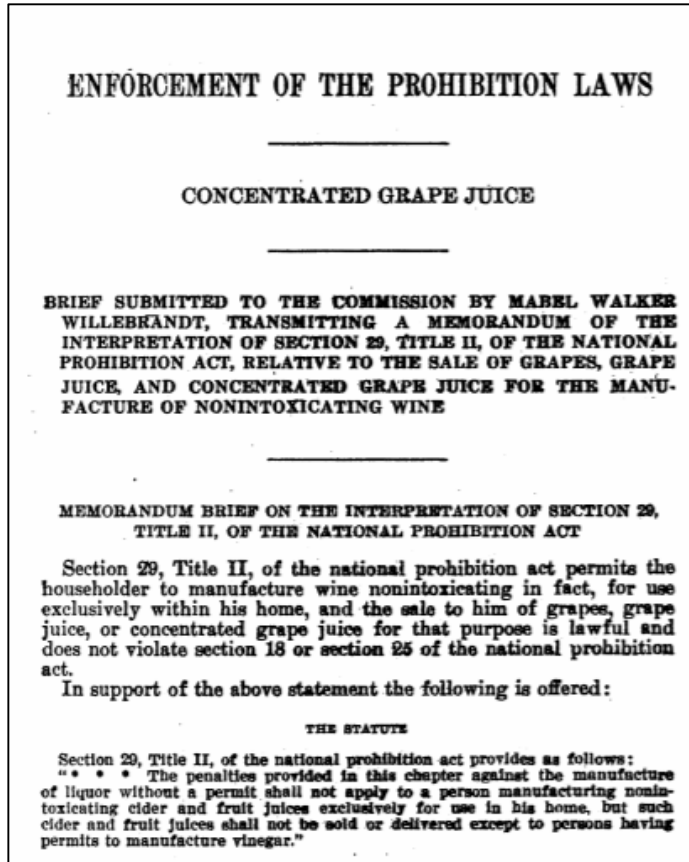 ENFORCEMENT OF THE PROHIBITION LAWS
CONCENTRATED GRAPE JUICE
BRIEF SUBMITTED TO THE COMMISSION BY MABEL WALKER
WILLEBRANDT, TRANSMITTING A MEMORANDUM OF THE
INTERPRETATION OF SECTION 29, TITLE II, OF THE NATIONAL
PROHIBITION ACT, RELATIVE TO THE SALE OF GRAPES, GRAPE
JUICE, AND CONCENTRATED GRAPE JUICE FOR THE MANU-
FACTURE OF NONINTOXICATING WINE
MEMORANDUM BRIEF ON THE INTERPRETATION OF SECTION 29,
TITLE II, OF THE NATIONAL PROHIBITION ACT
Section 29, Title II, of the national prohibition act permits the
householder to manufacture wine nonintoxicating in fact, for use
exclusively within his home, and the sale to him of grapes, grape
juice, or concentrated grape juice for that purpose is lawful and
does not violate section 18 or section 25 of the national prohibition
act.
In support of the above statement the following is offered:
THE STATUTE
Section 29, Title II, of the national prohibition act provides as follows:
"* * * The penalties provided in this chapter against the manufacture
of liquor without a permit shall not apply to a person manufacturing nonin-
toxicating cider and fruit juices exclusively for use in his home, but such
cider and fruit juices shall not be sold or delivered except to persons having
permits to manufacture vinegar."